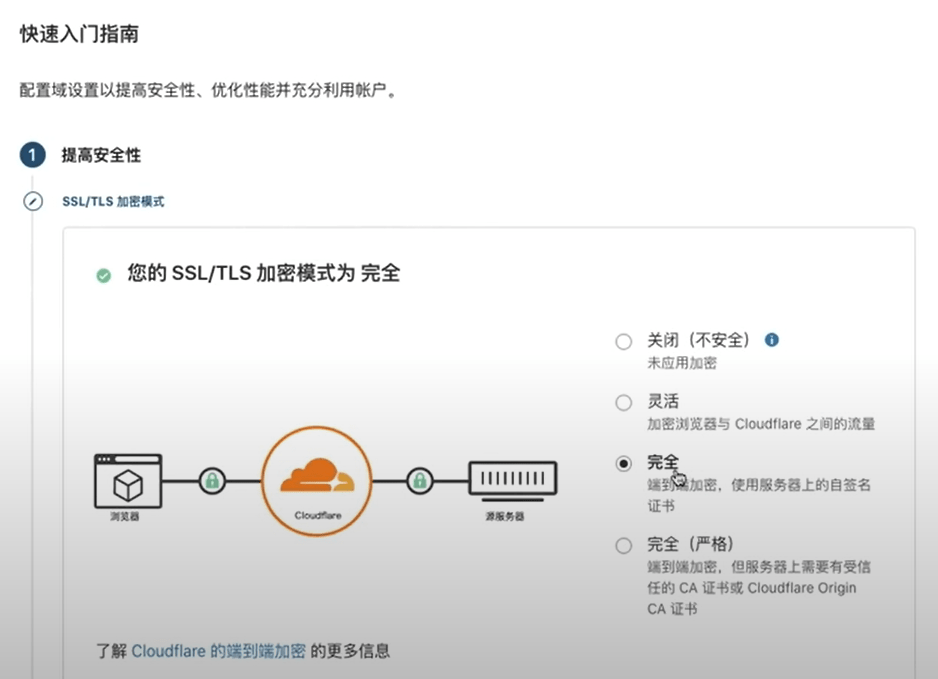 快速入门指南
配置域设置以提高安全性、优化性能并充分利用帐户。
1 提高安全性
SSL/TLS 加密模式
您的 SSL/TLS 加密模式为 完全
关闭（不安全）
未应用加密
灵活
加密浏览器与 Cloudflare 之间的流量
完全
端到端加密，使用服务器上的自签名
证书
完全（严格）
端到端加密，但服务器上需要有受信
任的 CA 证书或 Cloudflare Origin
CA 证书
浏览器
Cloudflare
源服务器
了解 Cloudflare 的端到端加密 的更多信息